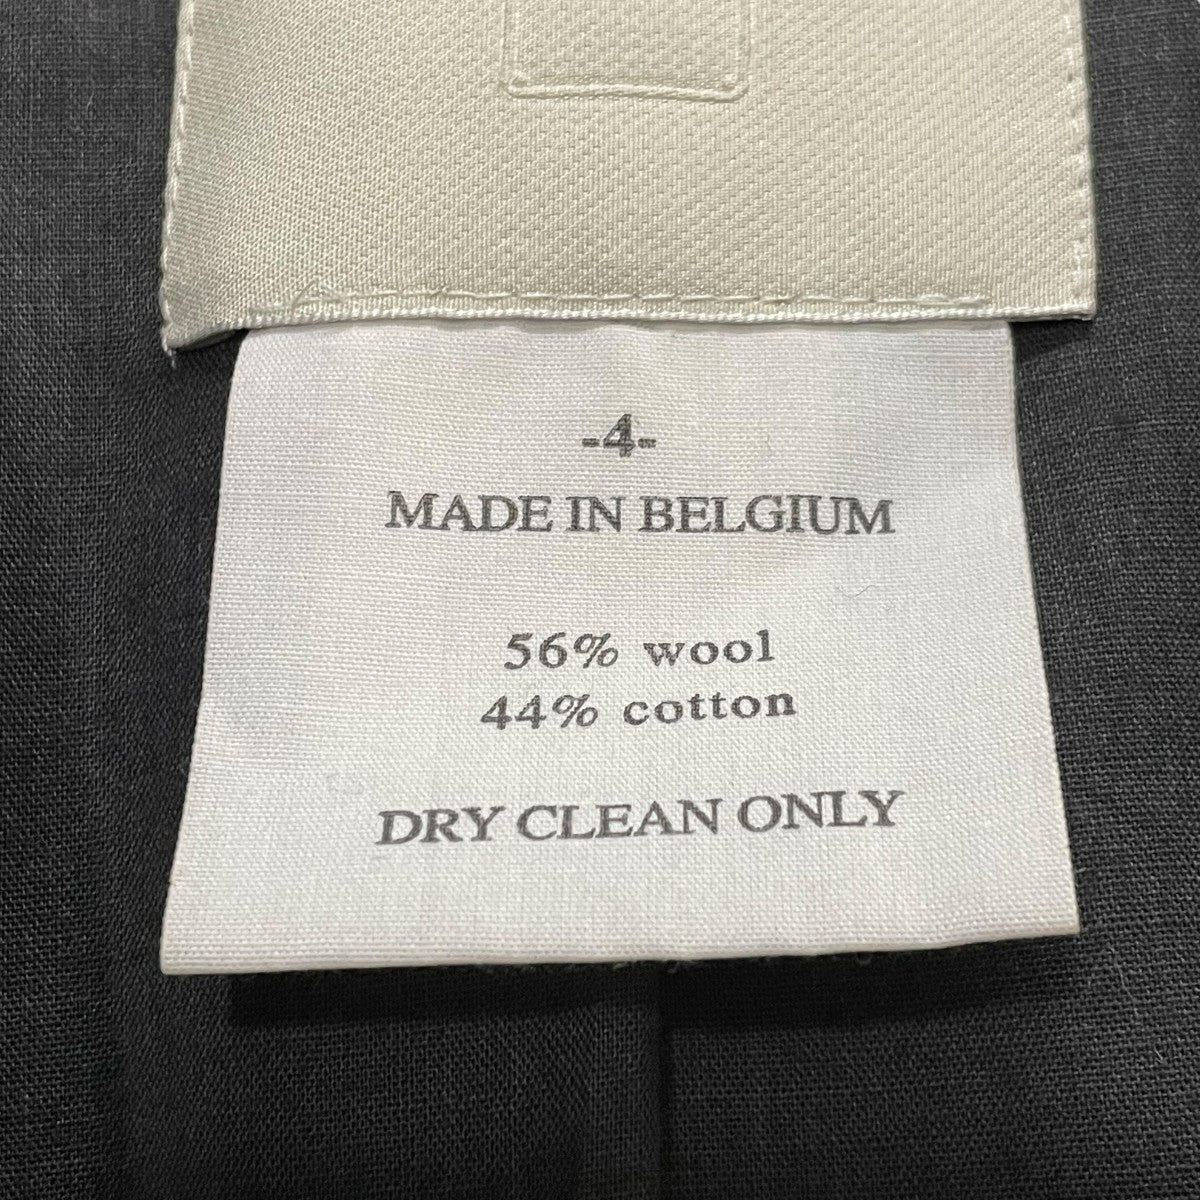 -4-
MADE IN BELGIUM
56% wool
44% cotton
DRY CLEAN ONLY